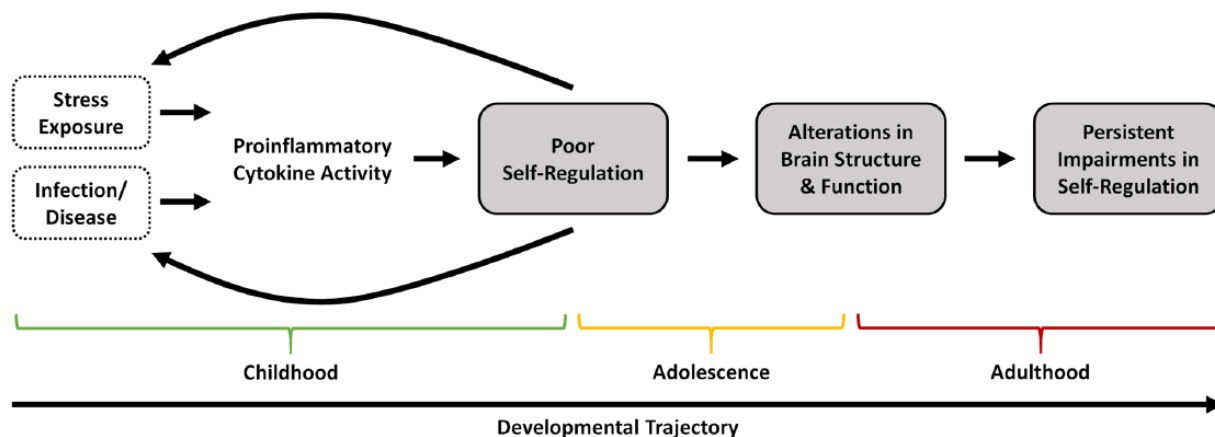 Stress
Exposure
Infection/
Disease
Proinflammatory
Cytokine Activity
Poor
Self-Regulation
Alterations in
Brain Structure
& Function
Persistent
Impairments in
Self-Regulation
Childhood
Adolescence
Adulthood
Developmental Trajectory